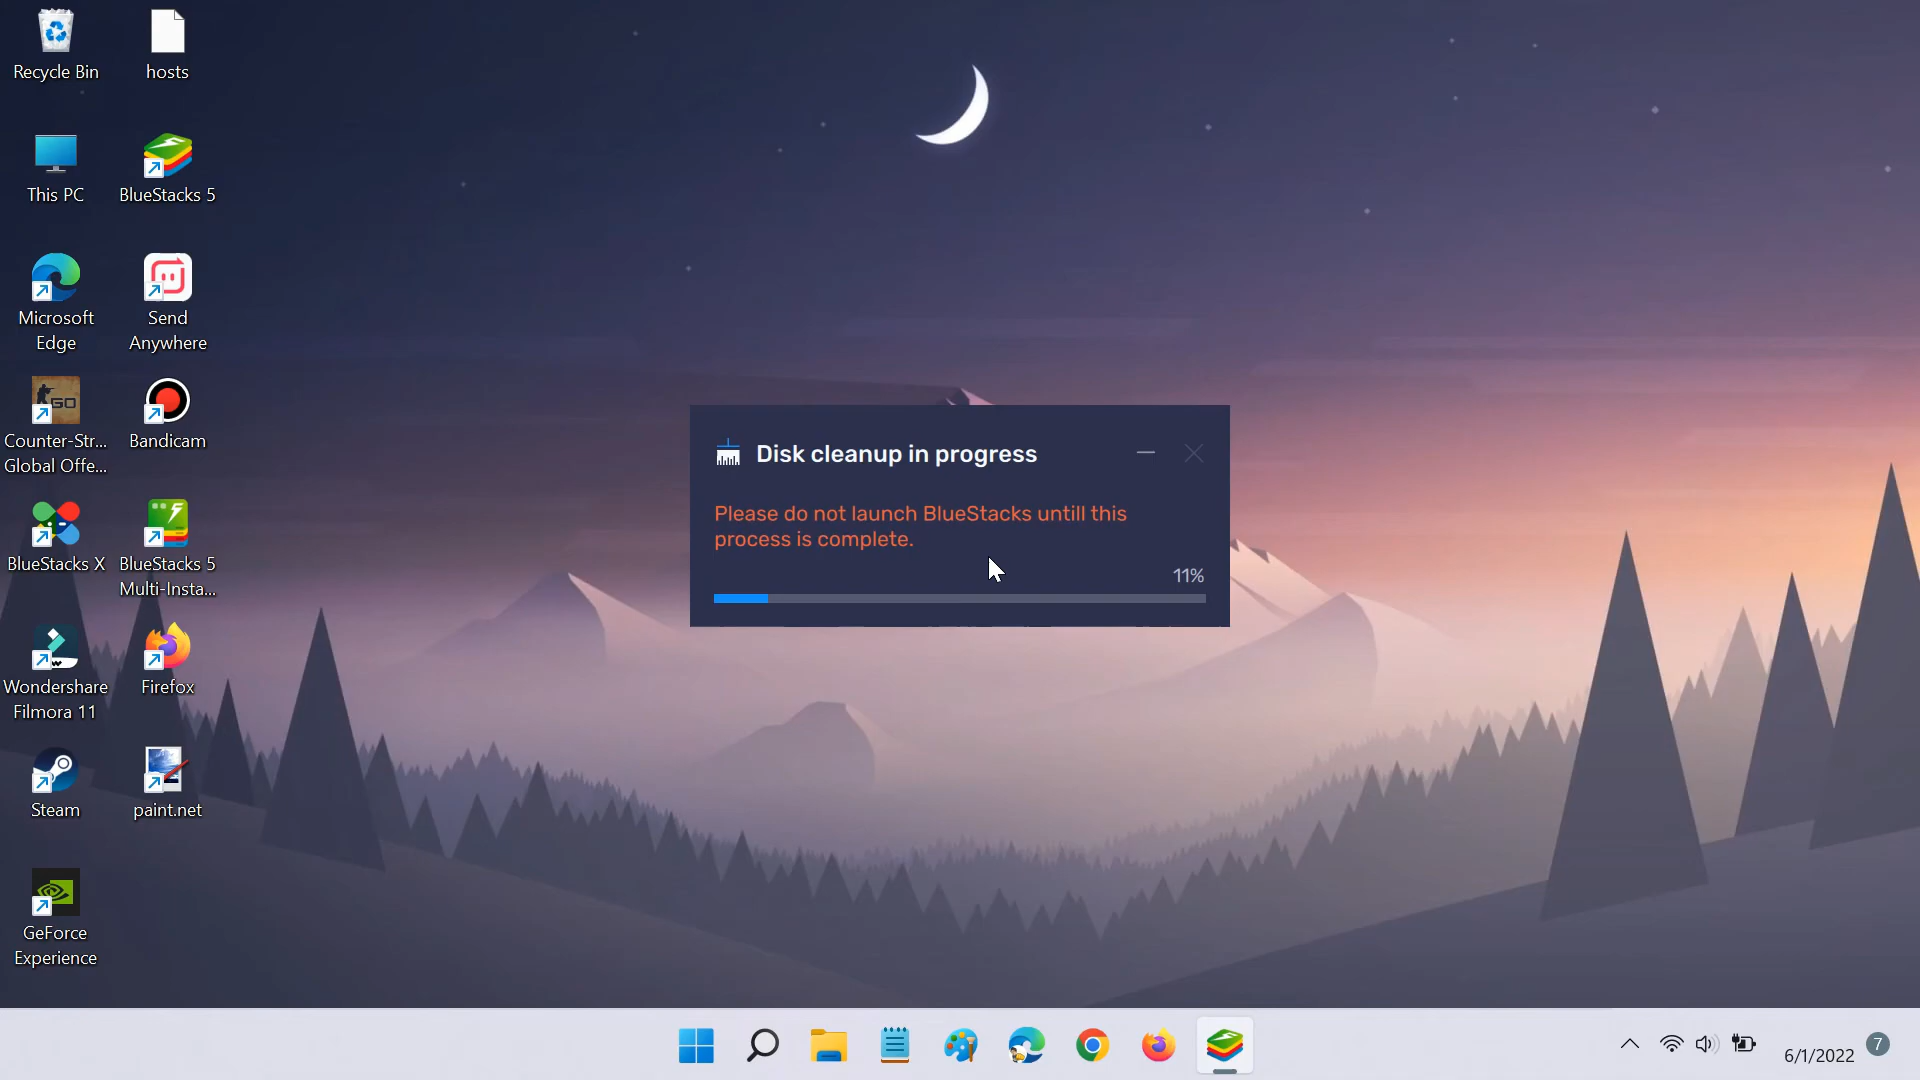 Recycle Bin
hosts
This PC
BlueStacks 5
Microsoft
Edge
Send
Anywhere
GO
Counter-Str...
Global Offe...
Bandicam
BlueStacks X
BlueStacks 5
Multi-Insta...
Wondershare
Filmora 11
Firefox
Steam
paint.net
GeForce
Experience
Disk cleanup in progress
Please do not launch BlueStacks untill this
process is complete.
11%
6/1/2022
7